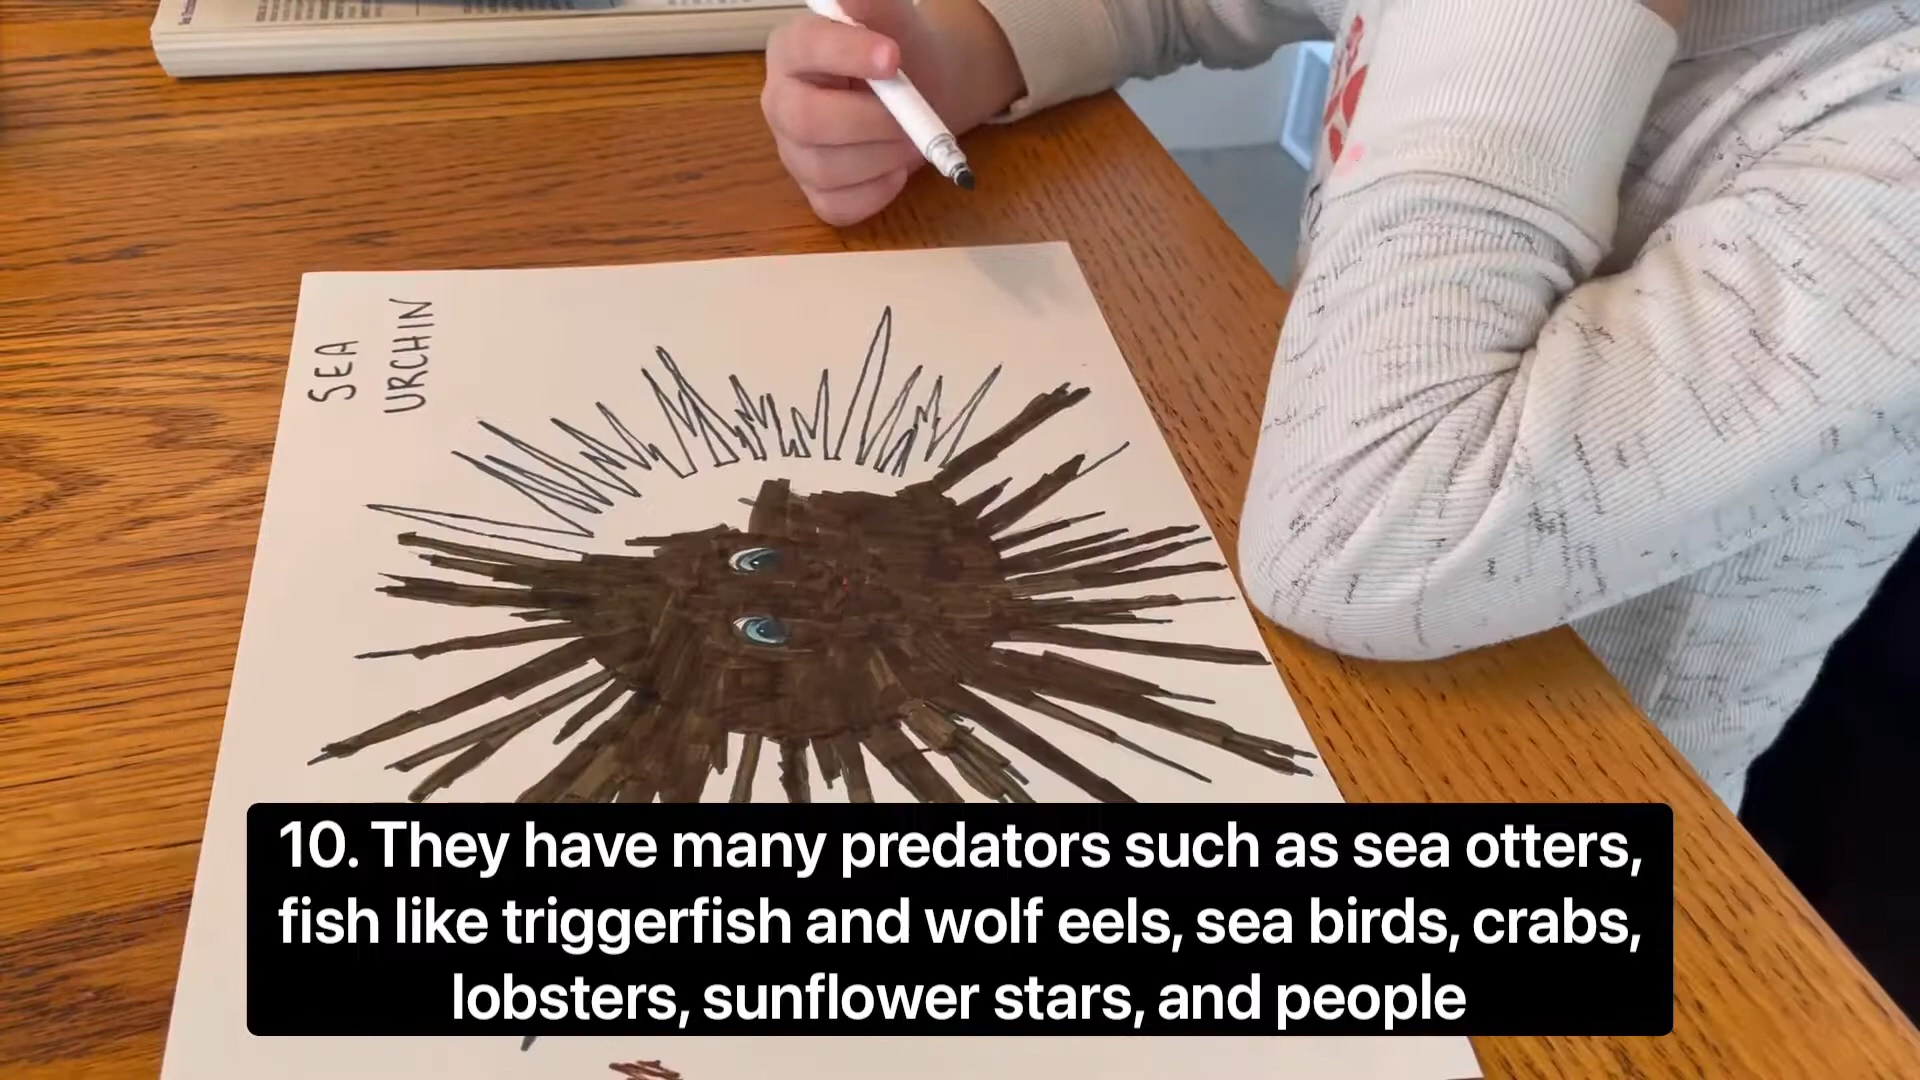 SEA
URCHIN
10. They have many predators such as sea otters,
fish like triggerfish and wolf eels, sea birds, crabs,
lobsters, sunflower stars, and people